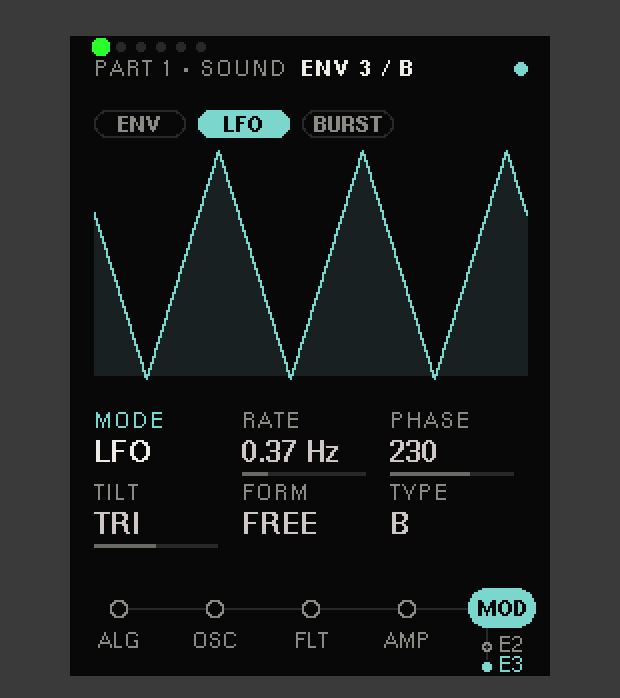 PART 1 · SOUND ENV 3 / B
ENV LFO BURST
MODE RATE PHASE
LFO 0.37 Hz 230
TILT FORM TYPE
TRI FREE B
MOD
ALG OSC FLT AMP
E2
E3